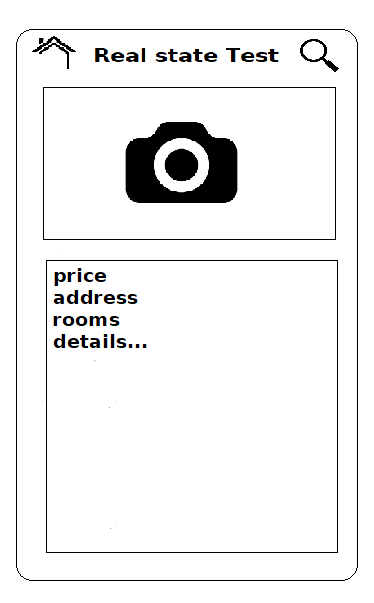 Real state Test
price
address
rooms
details...